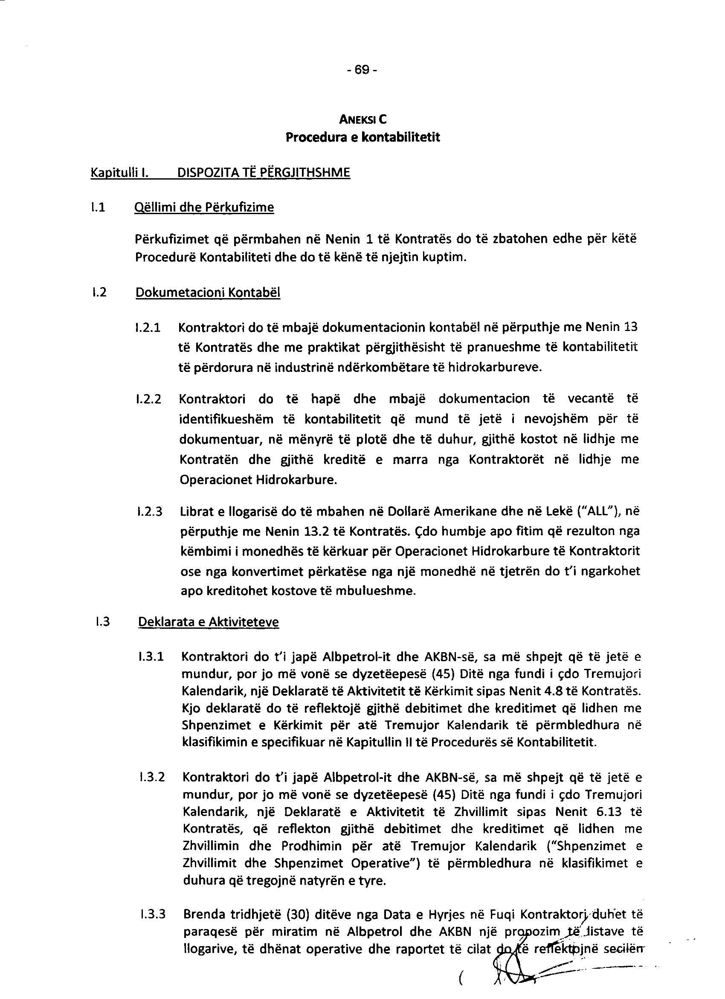 - 69 -
ANEKSI C
Procedura e kontabilitetit
Kapitulli I. DISPOZITA TË PËRGJITHSHME
I.1 Qëllimi dhe Përkufizime
Përkufizimet që përmbahen në Nenin 1 të Kontratës do të zbatohen edhe për këtë
Procedurë Kontabiliteti dhe do të kënë të njejtin kuptim.
I.2 Dokumetacioni Kontabël
I.2.1 Kontraktori do të mbajë dokumentacionin kontabël në përputhje me Nenin 13
të Kontratës dhe me praktikat përgjithësisht të pranueshme të kontabilitetit
të përdorura në industrinë ndërkombëtare të hidrokarbureve.
I.2.2 Kontraktori do të hapë dhe mbajë dokumentacion të vecantë të
identifikueshëm të kontabilitetit që mund të jetë i nevojshëm për të
dokumentuar, në mënyrë të plotë dhe të duhur, gjithë kostot në lidhje me
Kontratën dhe gjithë kreditë e marra nga Kontraktorët në lidhje me
Operacionet Hidrokarbure.
I.2.3 Librat e llogarisë do të mbahen në Dollarë Amerikane dhe në Lekë (“ALL”), në
përputhje me Nenin 13.2 të Kontratës. Çdo humbje apo fitim që rezulton nga
këmbimi i monedhës të kërkuar për Operacionet Hidrokarbure të Kontraktorit
ose nga konvertimet përkatëse nga një monedhë në tjetrën do t’i ngarkohet
apo kreditohet kostove të mbulueshme.
I.3 Deklarata e Aktiviteteve
I.3.1 Kontraktori do t’i japë Albpetrol-it dhe AKBN-së, sa më shpejt që të jetë e
mundur, por jo më vonë se dyzetëepesë (45) Ditë nga fundi i çdo Tremujori
Kalendarik, një Deklaratë të Aktivitetit të Kërkimit sipas Nenit 4.8 të Kontratës.
Kjo deklaratë do të reflektojë gjithë debitimet dhe kreditimet që lidhen me
Shpenzimet e Kërkimit për atë Tremujor Kalendarik të përmbledhura në
klasifikimin e specifikuar në Kapitullin II të Procedurës së Kontabilitetit.
I.3.2 Kontraktori do t’i japë Albpetrol-it dhe AKBN-së, sa më shpejt që të jetë e
mundur, por jo më vonë se dyzetëepesë (45) Ditë nga fundi i çdo Tremujori
Kalendarik, një Deklaratë e Aktivitetit të Zhvillimit sipas Nenit 6.13 të
Kontratës, që reflekton gjithë debitimet dhe kreditimet që lidhen me
Zhvillimin dhe Prodhimin për atë Tremujor Kalendarik (“Shpenzimet e
Zhvillimit dhe Shpenzimet Operative”) të përmbledhura në klasifikimet e
duhura që tregojnë natyrën e tyre.
I.3.3 Brenda tridhjetë (30) ditëve nga Data e Hyrjes në Fuqi Kontraktori duhet të
paraqesë për miratim në Albpetrol dhe AKBN një propozim të listave të
llogarive, të dhënat operative dhe raportet të cilat do të reflektojnë secilën